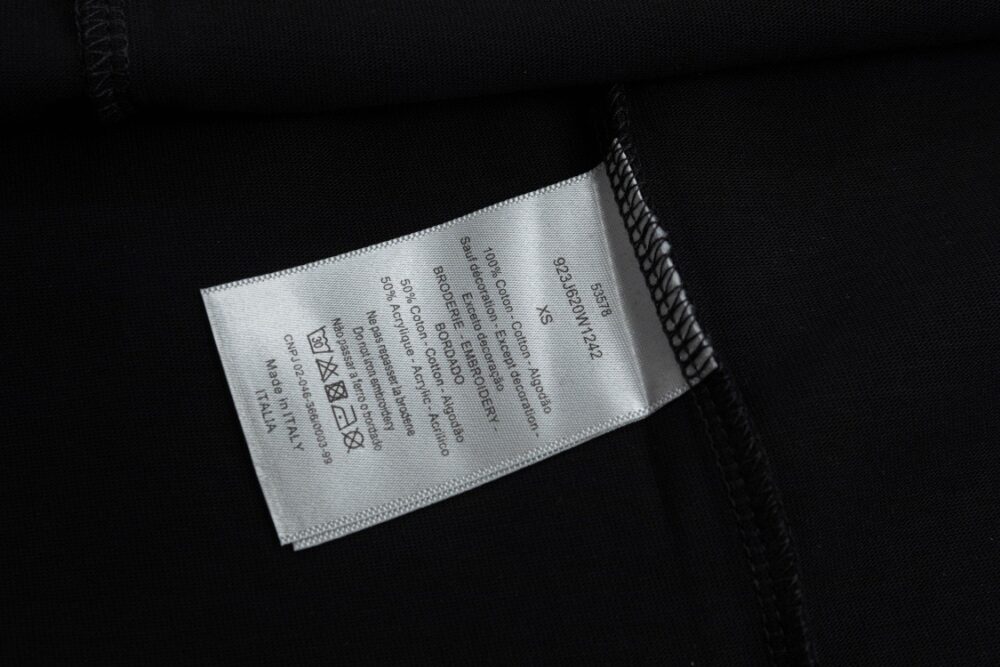 53578
923J620W1242
XS
100% Coton - Cotton - Algodão
Sauf décoration - Except decoration -
Exceto decoração
BRODERIE - EMBROIDERY
BORDADO
50% Coton - Cotton - Algodão
50% Acrylique - Acrylic - Acrílico
Ne pas repasser la broderie
Do not iron embroidery
Não passar a ferro o bordado
30
CNPJ 02-046-366/0003-99
Made in ITALY
ITALIA